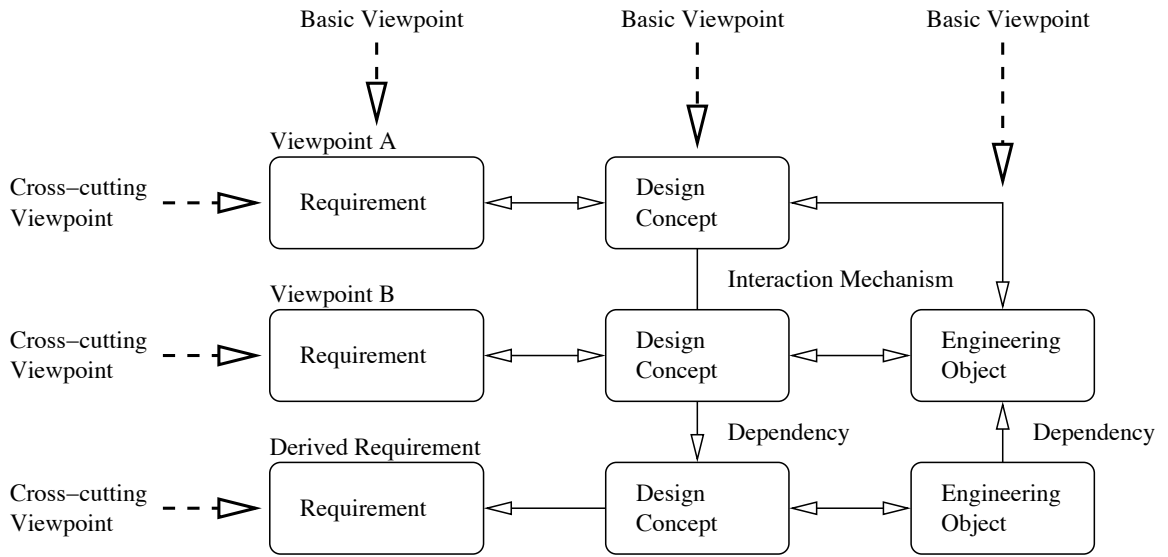 Basic Viewpoint
Basic Viewpoint
Basic Viewpoint
Viewpoint A
Cross−cutting
Viewpoint
Requirement
Design
Concept
Interaction Mechanism
Viewpoint B
Cross−cutting
Viewpoint
Requirement
Design
Concept
Engineering
Object
Dependency
Dependency
Derived Requirement
Cross−cutting
Viewpoint
Requirement
Design
Concept
Engineering
Object